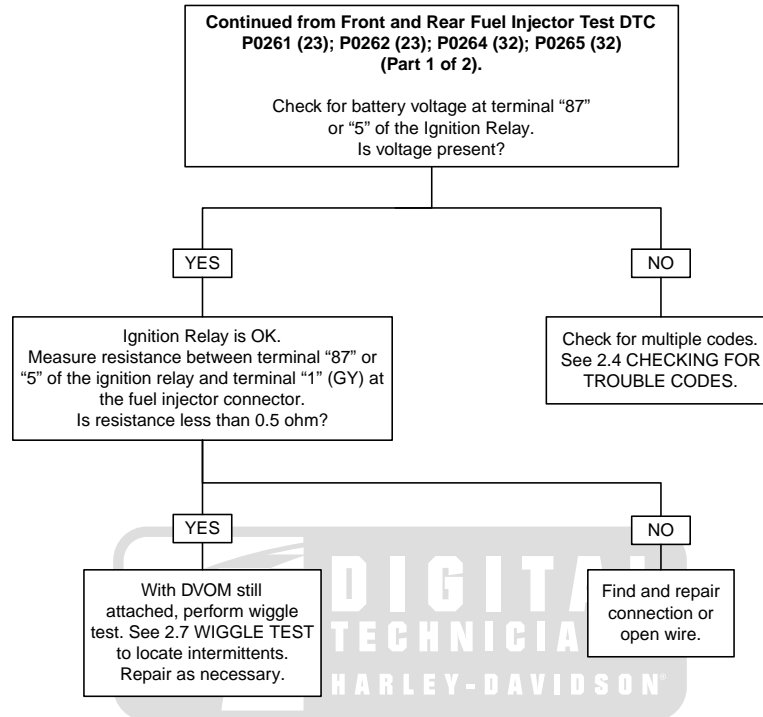 Continued from Front and Rear Fuel Injector Test DTC
P0261 (23); P0262 (23); P0264 (32); P0265 (32)
(Part 1 of 2).
Check for battery voltage at terminal “87”
or “5” of the Ignition Relay.
Is voltage present?
YES
NO
Ignition Relay is OK.
Measure resistance between terminal “87” or
“5” of the ignition relay and terminal “1” (GY) at
the fuel injector connector.
Is resistance less than 0.5 ohm?
Check for multiple codes.
See 2.4 CHECKING FOR
TROUBLE CODES.
YES
NO
With DVOM still
attached, perform wiggle
test. See 2.7 WIGGLE TEST
to locate intermittents.
Repair as necessary.
Find and repair
connection or
open wire.
DIGITA
TECHNICIA
HARLEY-DAVIDSON®